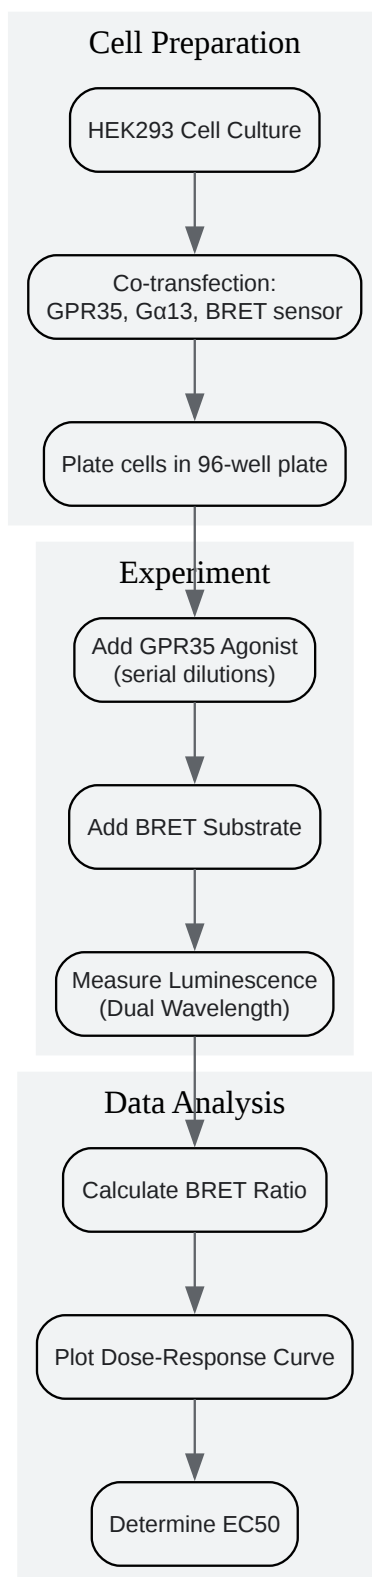 Cell Preparation
HEK293 Cell Culture
Co-transfection:
GPR35, Gα13, BRET sensor
Plate cells in 96-well plate
Experiment
Add GPR35 Agonist
(serial dilutions)
Add BRET Substrate
Measure Luminescence
(Dual Wavelength)
Data Analysis
Calculate BRET Ratio
Plot Dose-Response Curve
Determine EC50